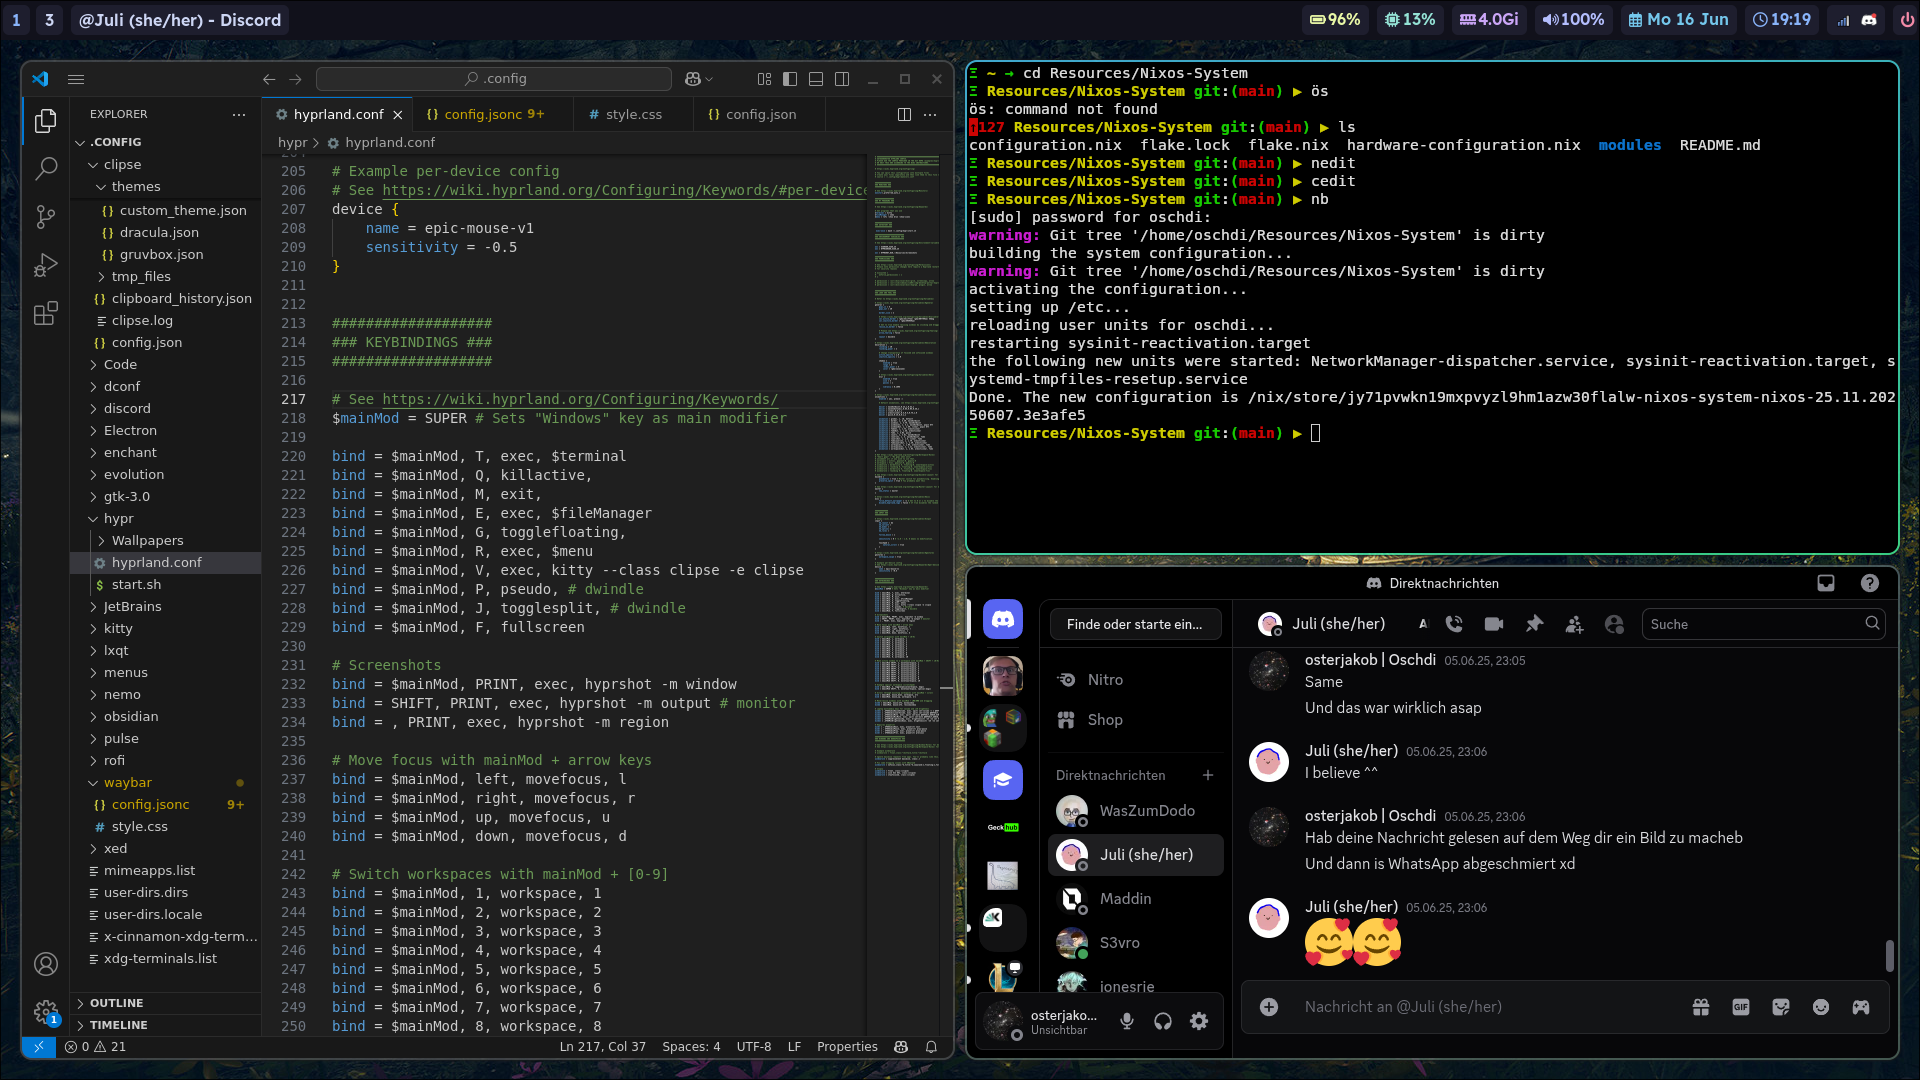 1
3
@Juli (she/her) - Discord
96%
13%
4.0Gi
100%
Mo 16 Jun
19:19
.config
EXPLORER
.CONFIG
clipse
themes
custom_theme.json
dracula.json
gruvbox.json
tmp_files
clipboard_history.json
clipse.log
config.json
Code
dconf
discord
Electron
enchant
evolution
gtk-3.0
hypr
Wallpapers
hyprland.conf
start.sh
JetBrains
kitty
lxqt
menus
nemo
obsidian
pulse
rofi
waybar
config.jsonc 9+
style.css
xed
mimeapps.list
user-dirs.dirs
user-dirs.locale
x-cinnamon-xdg-term...
xdg-terminals.list
OUTLINE
TIMELINE
hyprland.conf
config.jsonc 9+
style.css
config.json
hypr > hyprland.conf
205 # Example per-device config
206 # See https://wiki.hyprland.org/Configuring/Keywords/#per-device
207 device {
208 name = epic-mouse-v1
209 sensitivity = -0.5
210 }
211
212
213 ###################
214 ### KEYBINDINGS ###
215 ###################
216
217 # See https://wiki.hyprland.org/Configuring/Keywords/
218 $mainMod = SUPER # Sets "Windows" key as main modifier
219
220 bind = $mainMod, T, exec, $terminal
221 bind = $mainMod, Q, killactive,
222 bind = $mainMod, M, exit,
223 bind = $mainMod, E, exec, $fileManager
224 bind = $mainMod, G, togglefloating,
225 bind = $mainMod, R, exec, $menu
226 bind = $mainMod, V, exec, kitty --class clipse -e clipse
227 bind = $mainMod, P, pseudo, # dwindle
228 bind = $mainMod, J, togglesplit, # dwindle
229 bind = $mainMod, F, fullscreen
230
231 # Screenshots
232 bind = $mainMod, PRINT, exec, hyprshot -m window
233 bind = SHIFT, PRINT, exec, hyprshot -m output # monitor
234 bind = , PRINT, exec, hyprshot -m region
235
236 # Move focus with mainMod + arrow keys
237 bind = $mainMod, left, movefocus, l
238 bind = $mainMod, right, movefocus, r
239 bind = $mainMod, up, movefocus, u
240 bind = $mainMod, down, movefocus, d
241
242 # Switch workspaces with mainMod + [0-9]
243 bind = $mainMod, 1, workspace, 1
244 bind = $mainMod, 2, workspace, 2
245 bind = $mainMod, 3, workspace, 3
246 bind = $mainMod, 4, workspace, 4
247 bind = $mainMod, 5, workspace, 5
248 bind = $mainMod, 6, workspace, 6
249 bind = $mainMod, 7, workspace, 7
250 bind = $mainMod, 8, workspace, 8
1
0 21
Ln 217, Col 37
Spaces: 4
UTF-8
LF
Properties
Ξ ~ → cd Resources/Nixos-System
Ξ Resources/Nixos-System git:(main) ▶ ös
ös: command not found
↑127 Resources/Nixos-System git:(main) ▶ ls
configuration.nix flake.lock flake.nix hardware-configuration.nix modules README.md
Ξ Resources/Nixos-System git:(main) ▶ nedit
Ξ Resources/Nixos-System git:(main) ▶ cedit
Ξ Resources/Nixos-System git:(main) ▶ nb
[sudo] password for oschdi:
warning: Git tree '/home/oschdi/Resources/Nixos-System' is dirty
building the system configuration...
warning: Git tree '/home/oschdi/Resources/Nixos-System' is dirty
activating the configuration...
setting up /etc...
reloading user units for oschdi...
restarting sysinit-reactivation.target
the following new units were started: NetworkManager-dispatcher.service, sysinit-reactivation.target, s
ystemd-tmpfiles-resetup.service
Done. The new configuration is /nix/store/jy71pvwkn19mxpvyzl9hm1azw30flalw-nixos-system-nixos-25.11.202
50607.3e3afe5
Ξ Resources/Nixos-System git:(main) ▶
Direktnachrichten
Finde oder starte ein...
Nitro
Shop
Direktnachrichten
WasZumDodo
Juli (she/her)
Maddin
S3vro
ionesrie
Geek hub
osterjako...
Unsichtbar
Juli (she/her)
A
Suche
osterjakob | Oschdi 05.06.25, 23:05
Same
Und das war wirklich asap
Juli (she/her) 05.06.25, 23:06
I believe ^^
osterjakob | Oschdi 05.06.25, 23:06
Hab deine Nachricht gelesen auf dem Weg dir ein Bild zu macheb
Und dann is WhatsApp abgeschmiert xd
Juli (she/her) 05.06.25, 23:06
🥰🥰
Nachricht an @Juli (she/her)
GIF